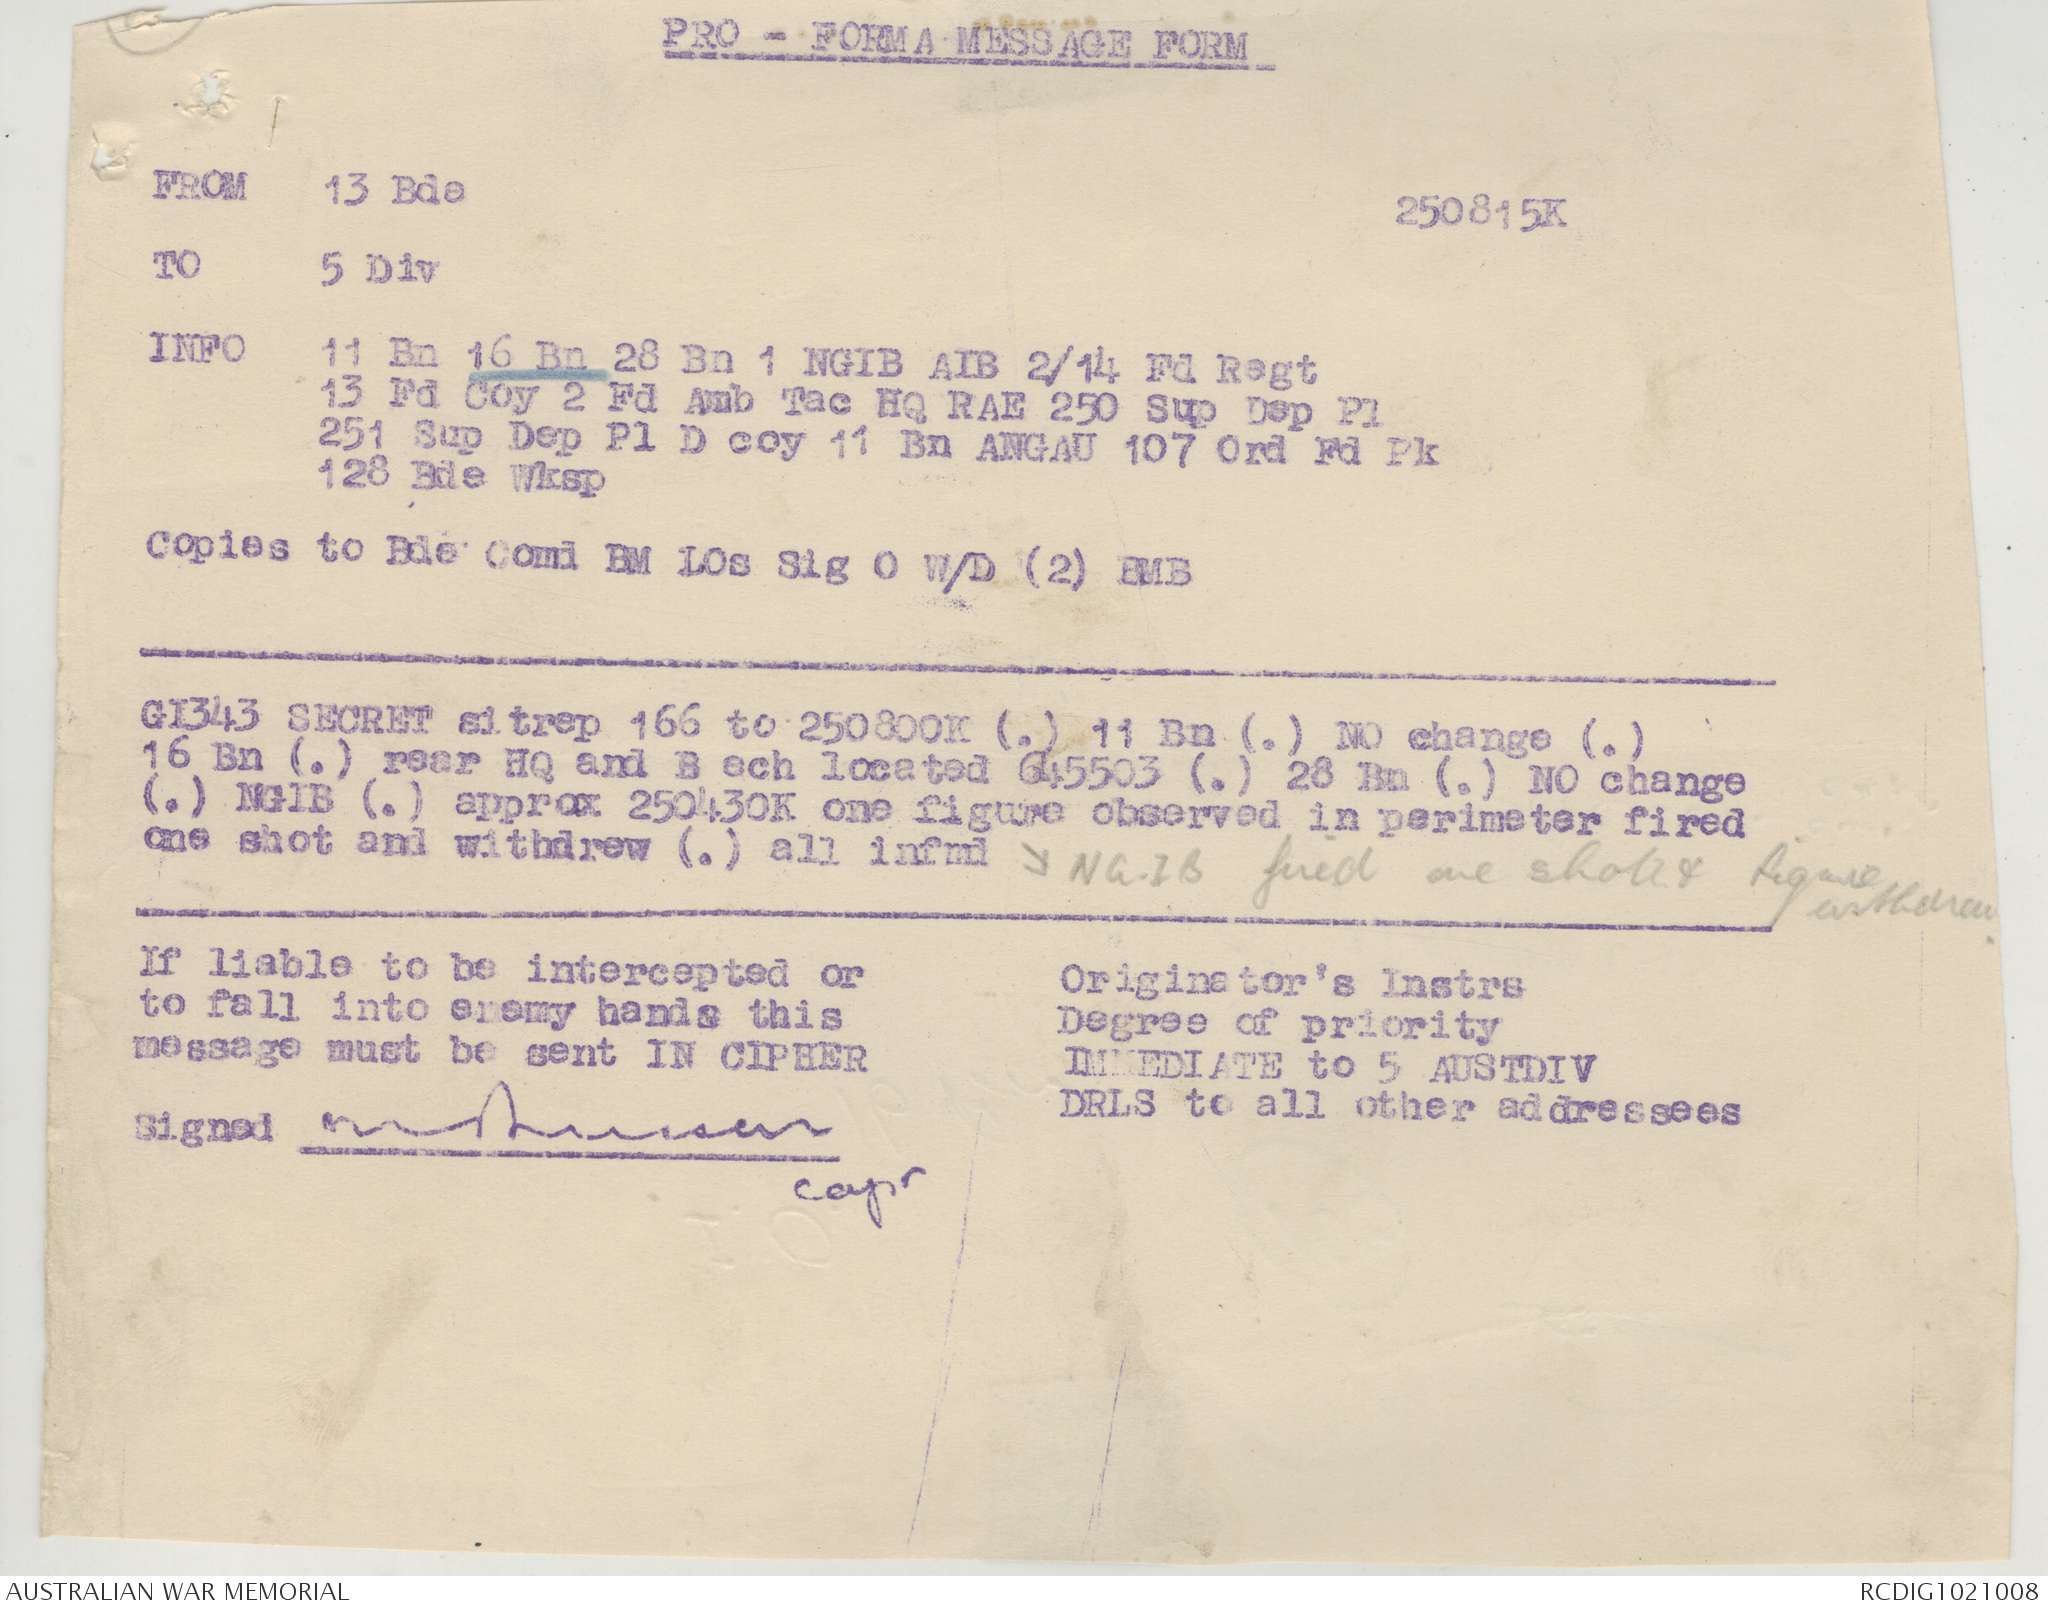 PRO - FORMA MESSAGE FORM
FROM 13 Bde
250815K
TO 5 Div
INFO 11 Bn 16 Bn 28 Bn 1 NGIB AIB 2/14 Fd Regt
13 Fd Coy 2 Fd Amb Tac HQ RAE 250 Sup Dep Pl
251 Sup Dep Pl D coy 11 Bn ANGAU 107 Ord Fd Pk
128 Bde Wksp
Copies to Bde Comd BM LOs Sig O W/D (2) BMB
GI343 SECRET sitrep 166 to 250800K (.) 11 Bn (.) NO change (.)
16 Bn (.) rear HQ and B ech located 645503 (.) 28 Bn (.) NO change
(.) NGIB (.) approx 250430K one figure observed in perimeter fired
one shot and withdrew (.) all infmd
NG.IB fired one shot & figure
withdrew
If liable to be intercepted or
to fall into enemy hands this
message must be sent IN CIPHER
Signed
Capt
Originator's Instrs
Degree of priority
IMMEDIATE to 5 AUSTDIV
DRLS to all other addressees
AUSTRALIAN WAR MEMORIAL
RCDIG1021008